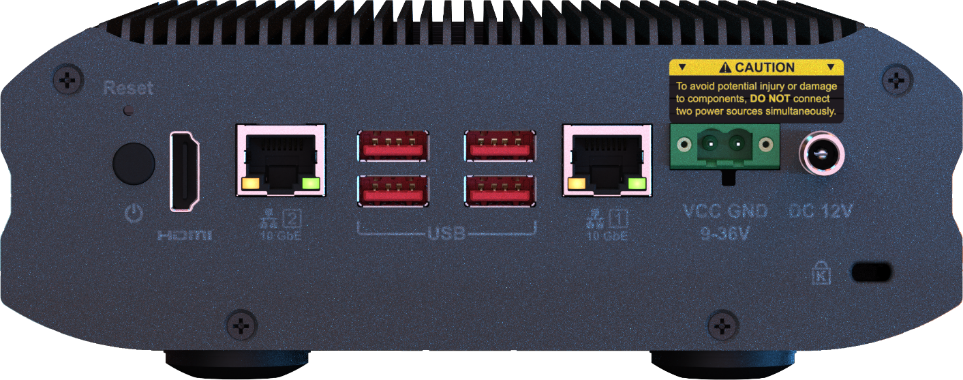 Reset
CAUTION
To avoid potential injury or damage
to components, DO NOT connect
two power sources simultaneously.
HDMI
2
10 GbE
USB
1
10 GbE
VCC GND
9-36V
DC 12V
K